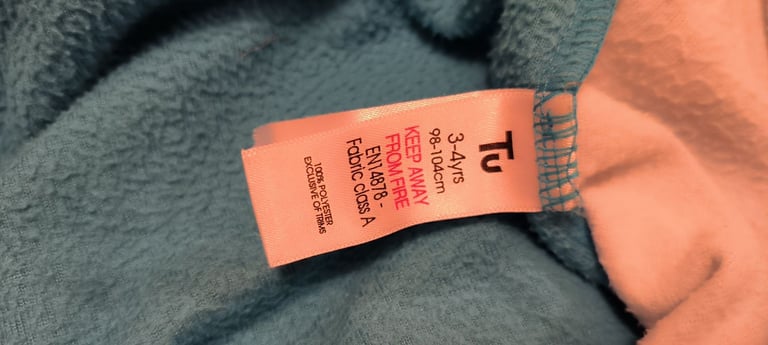 Tu
3-4yrs
98-104cm
KEEP AWAY
FROM FIRE
EN14878 -
Fabric class A
100% POLYESTER
EXCLUSIVE OF TRIMS